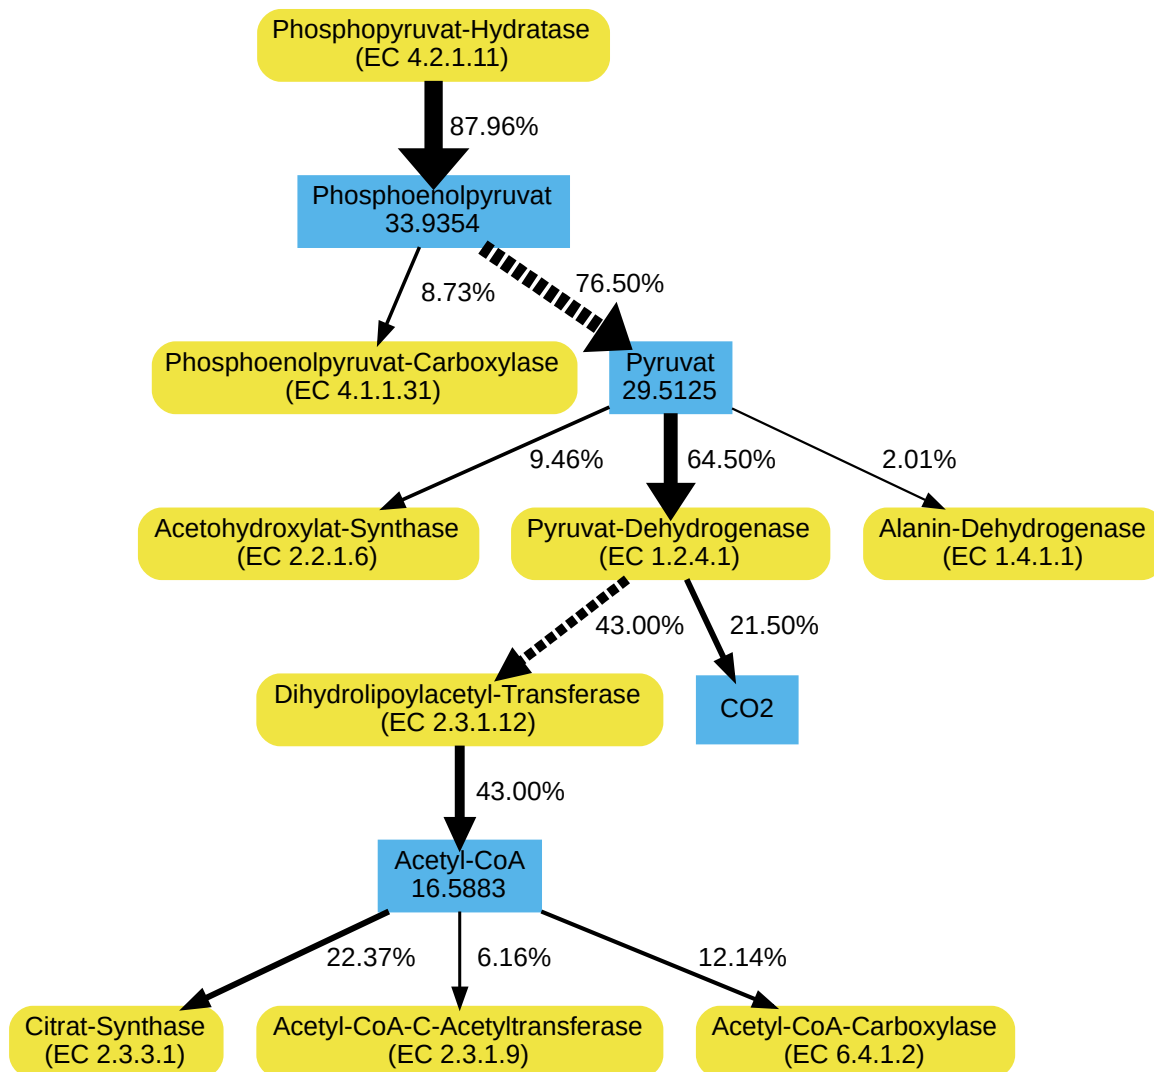 Phosphopyruvat-Hydratase
(EC 4.2.1.11)
87.96%
Phosphoenolpyruvat
33.9354
8.73%
76.50%
Phosphoenolpyruvat-Carboxylase
(EC 4.1.1.31)
Pyruvat
29.5125
9.46%
64.50%
2.01%
Acetohydroxylat-Synthase
(EC 2.2.1.6)
Pyruvat-Dehydrogenase
(EC 1.2.4.1)
Alanin-Dehydrogenase
(EC 1.4.1.1)
43.00%
21.50%
Dihydrolipoylacetyl-Transferase
(EC 2.3.1.12)
CO2
43.00%
Acetyl-CoA
16.5883
22.37%
6.16%
12.14%
Citrat-Synthase
(EC 2.3.3.1)
Acetyl-CoA-C-Acetyltransferase
(EC 2.3.1.9)
Acetyl-CoA-Carboxylase
(EC 6.4.1.2)